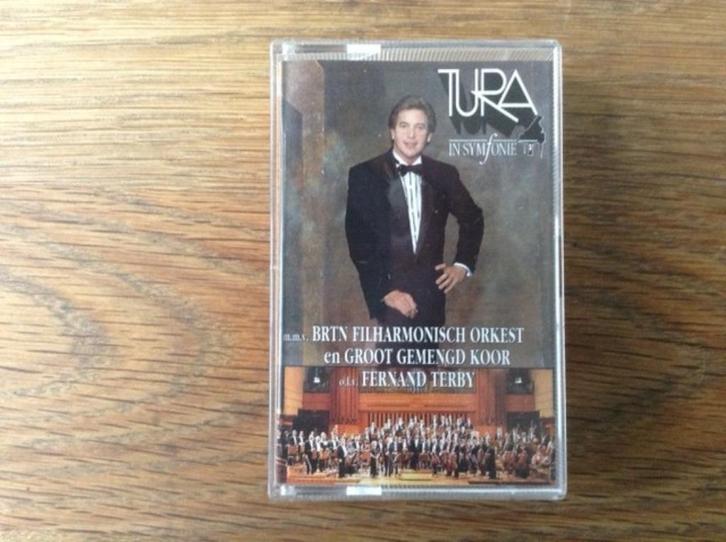 TURA
IN SYMFONIE
m.m.v. BRTN FILHARMONISCH ORKEST
en GROOT GEMENGD KOOR
o.l.v. FERNAND TERBY